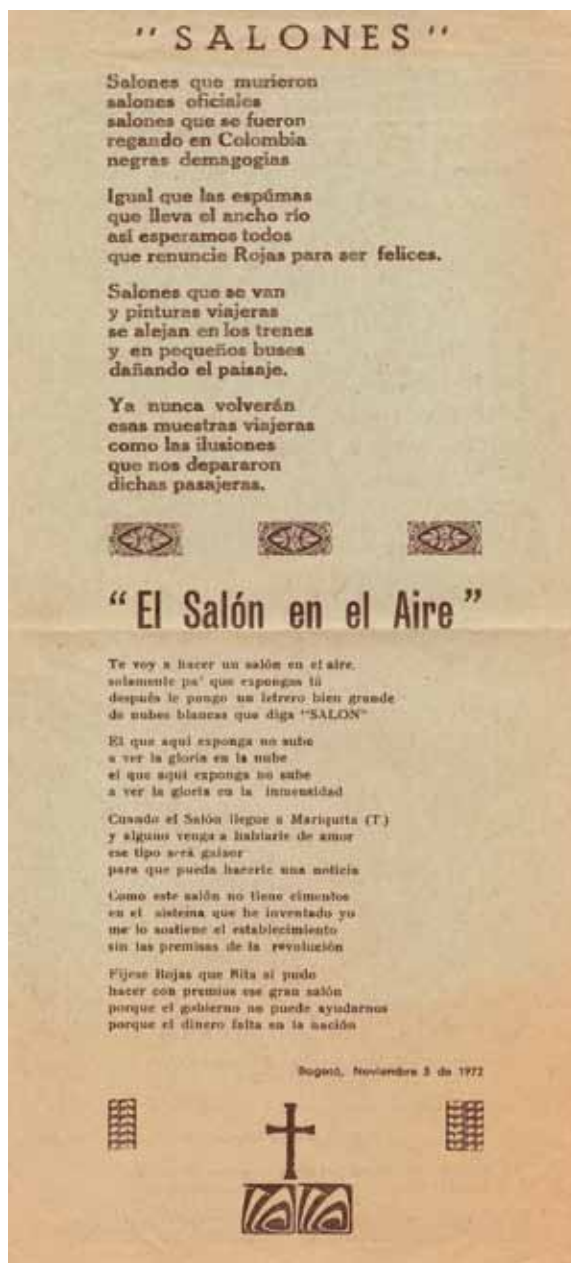 "SALONES"
Salones que murieron
salones oficiales
salones que se fueron
regando en Colombia
negras demagogias
Igual que las espúmas
que lleva el ancho río
asi esperamos todos
que renuncie Rojas para ser felices.
Salones que se van
y pinturas viajeras
se alejan en los trenes
y en pequeños buses
dañando el paisaje.
Ya nunca volverán
esas muestras viajeras
como las ilusiones
que nos depararon
dichas pasajeras.
"El Salón en el Aire"
Te voy a hacer un salón en el aire,
solamente pa' que expongas tú
después le pongo un letrero bien grande
de nubes blancas que diga "SALON"
El que aqui exponga no sube
a ver la gloria en la nube
el que aqui exponga no sube
a ver la gloria en la inmensidad
Cuando el Salón llegue a Mariquita (T)
y alguno venga a hablarle de amor
ese tipo será
para que pueda hacerle una noticia
Como este salón no tiene cimentos
en el sistema que he inventado yo
me lo sostiene el establecimiento
sin las premisas de la revolución
Fíjese Rojas que Rita si pudo
hacer con premios ese gran salón
porque el gobierno no puede ayudarnos
porque el dinero falta en la nación
Bogotá, Noviembre 3 de 1972